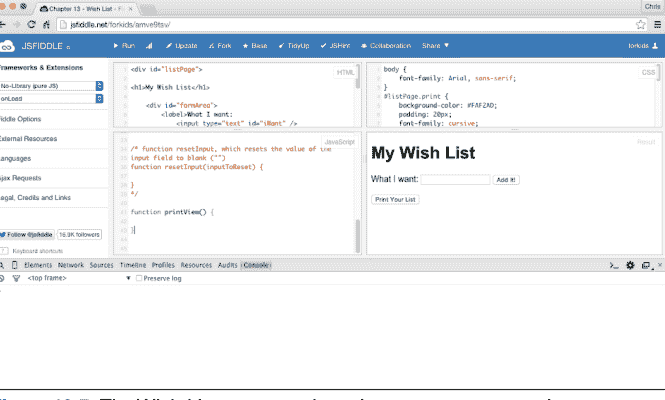 Chapter 13 - Wish List - F
Chris
jsfiddle.net/forkids/amve9tsv/
JSFIDDLE
Run
Update
Fork
Base
TidyUp
JSHint
Collaboration
Share
forkids
Frameworks & Extensions
No-Library (pure JS)
onLoad
Fiddle Options
External Resources
Languages
Ajax Requests
Legal, Credits and Links
Follow @jsfiddle
16.9K followers
Keyboard shortcuts
HTML
<div id="listPage">
<h1>My Wish List</h1>
<div id="formArea">
<label>What I want:
<input type="text" id="iWant" />
CSS
body {
font-family: Arial, sans-serif;
}
#listPage.print {
background-color: #FAFZAD;
padding: 20px;
font-family: cursive;
JavaScript
/* function resetInput, which resets the value of the
input field to blank ("")
function resetInput(inputToReset) {
}
*/
function printView() {
}
Result
My Wish List
What I want:
Add It!
Print Your List
Elements Network Sources Timeline Profiles Resources Audits Console
<top frame>
Preserve log